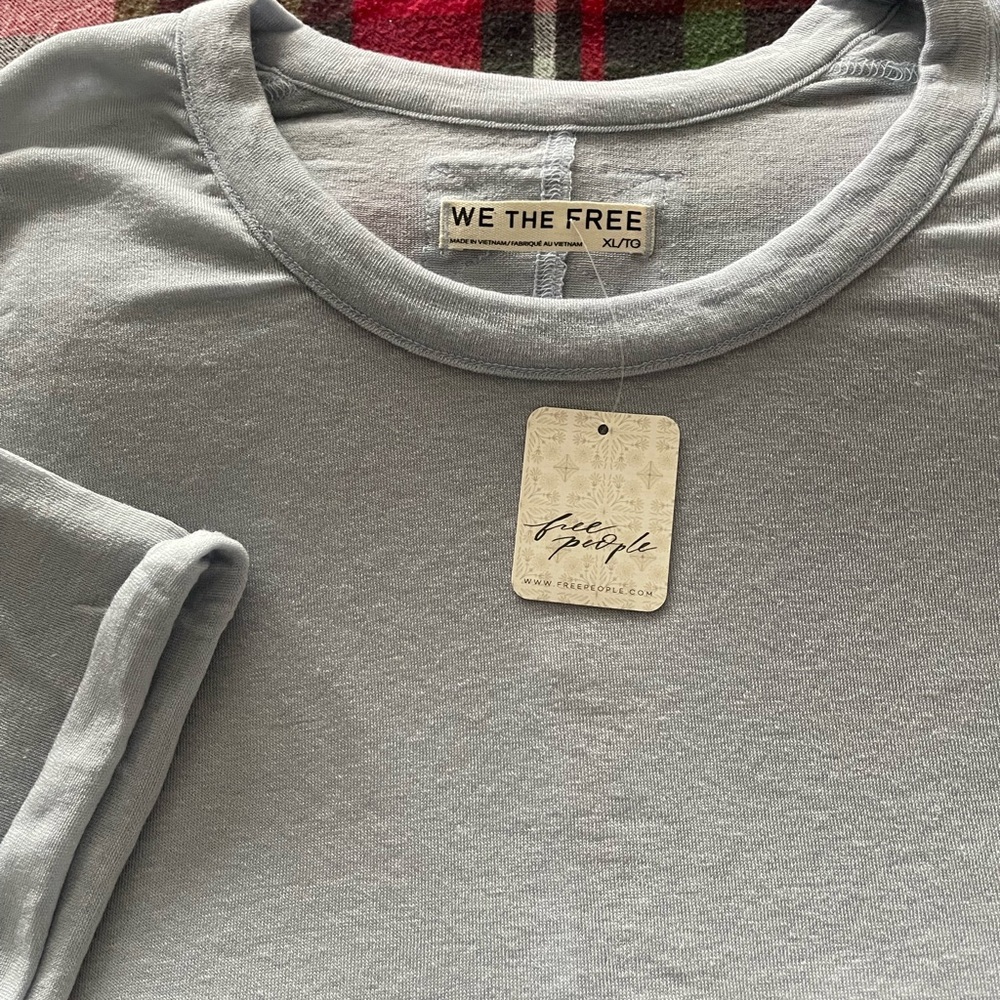 WE THE FREE
MADE IN VIETNAM/FABRIQUÉ AU VIETNAM XL/TG
free
people
WWW.FREEPEOPLE.COM